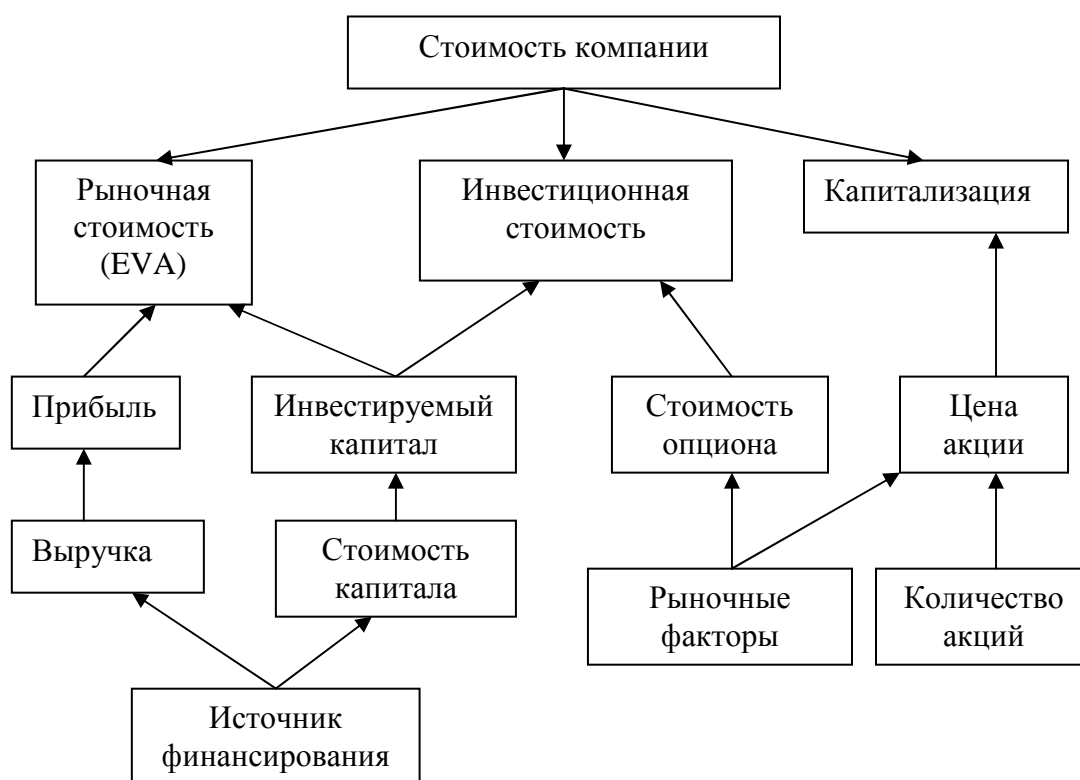 Стоимость компании
Рыночная
стоимость
(EVA)
Инвестиционная
стоимость
Капитализация
Прибыль
Инвестируемый
капитал
Стоимость
опциона
Цена
акции
Выручка
Стоимость
капитала
Рыночные
факторы
Количество
акций
Источник
финансирования